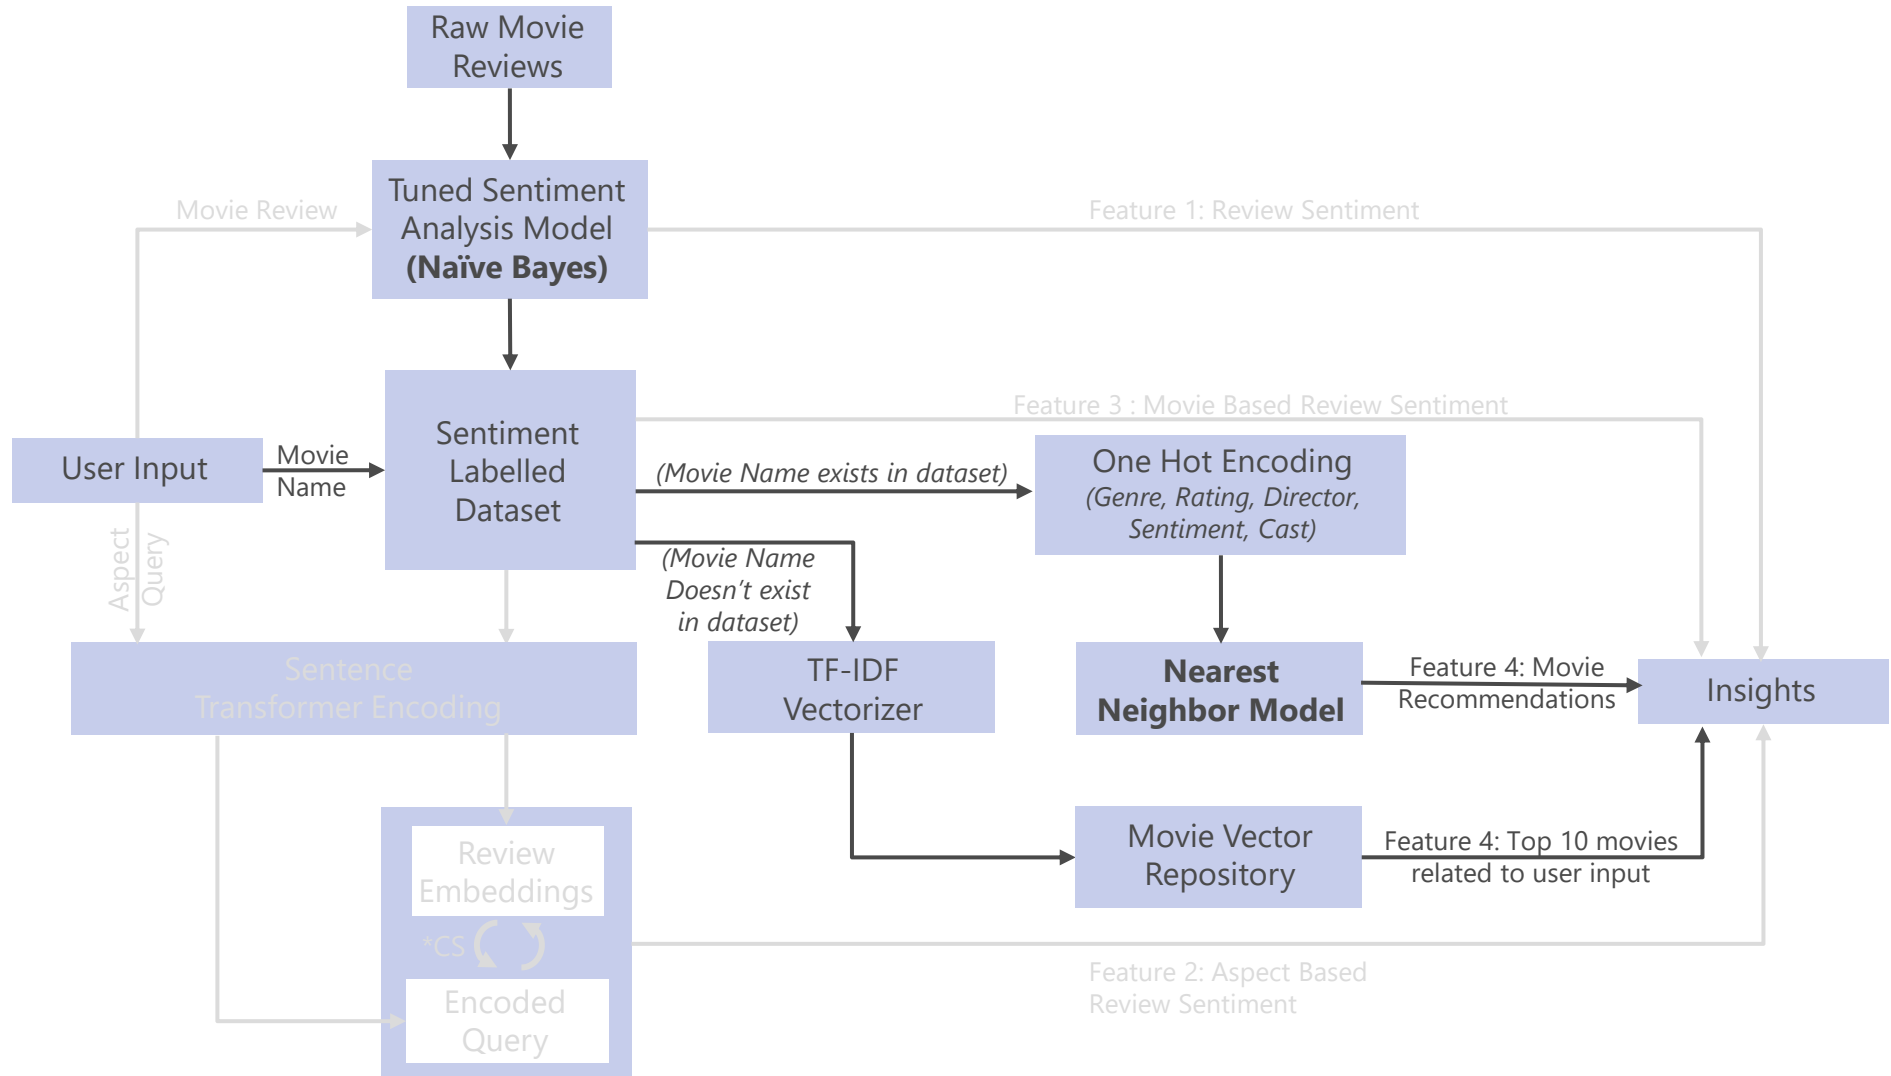 Raw Movie
Reviews
Movie Review
Tuned Sentiment
Analysis Model
(Naïve Bayes)
Feature 1: Review Sentiment
User Input
Movie
Name
Sentiment
Labelled
Dataset
Feature 3 : Movie Based Review Sentiment
(Movie Name exists in dataset)
One Hot Encoding
(Genre, Rating, Director,
Sentiment, Cast)
Aspect
Query
(Movie Name
Doesn't exist
in dataset)
Sentence
Transformer Encoding
TF-IDF
Vectorizer
Nearest
Neighbor Model
Feature 4: Movie
Recommendations
Insights
Review
Embeddings
*CS
Encoded
Query
Movie Vector
Repository
Feature 4: Top 10 movies
related to user input
Feature 2: Aspect Based
Review Sentiment